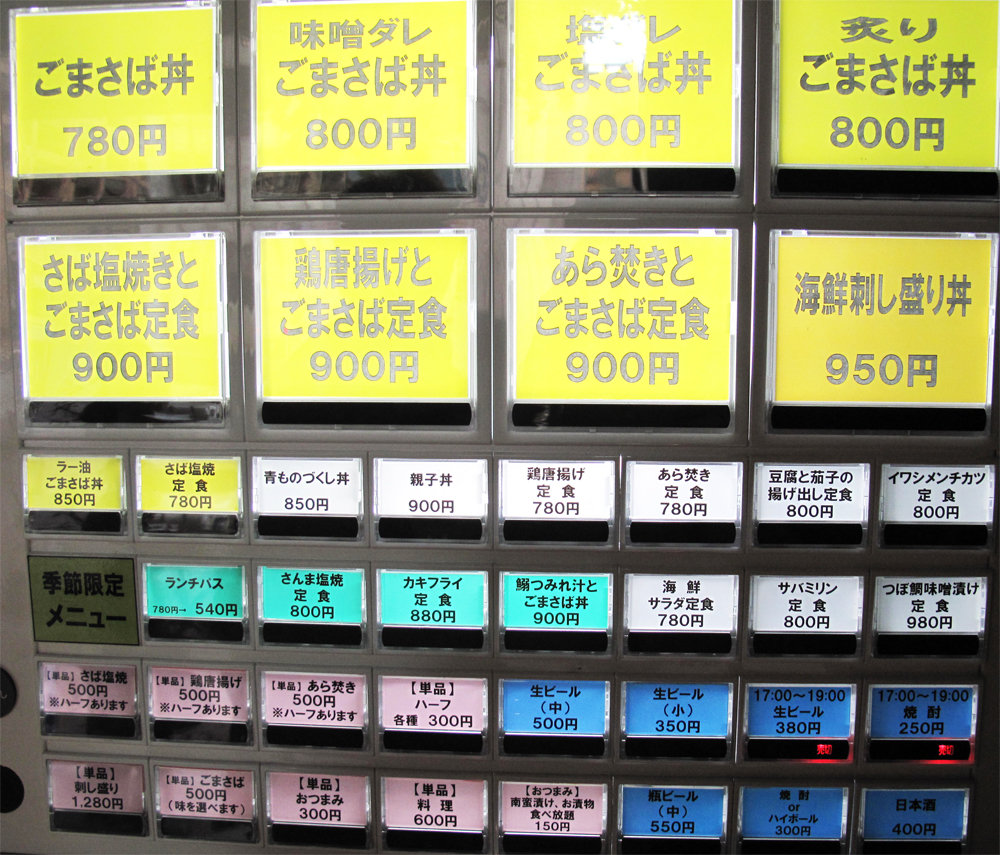 ごまさば丼
780円
味噌ダレ
ごまさば丼
800円
塩ダレ
ごまさば丼
800円
炙り
ごまさば丼
800円
さば塩焼きと
ごまさば定食
900円
鶏唐揚げと
ごまさば定食
900円
あら焚きと
ごまさば定食
900円
海鮮刺し盛り丼
950円
ラー油
ごまさば丼
850円
さば塩焼
定食
780円
青ものづくし丼
850円
親子丼
900円
鶏唐揚げ
定食
780円
あら焚き
定食
780円
豆腐と茄子の
揚げ出し定食
800円
イワシメンチカツ
定食
800円
季節限定
メニュー
ランチパス
780円→ 540円
さんま塩焼
定食
800円
カキフライ
定食
880円
鰯つみれ汁と
ごまさば丼
900円
海鮮
サラダ定食
780円
サバミリン
定食
800円
つぼ鯛味噌漬け
定食
980円
【単品】さば塩焼
500円
※ハーフあります
【単品】鶏唐揚げ
500円
※ハーフあります
【単品】あら焚き
500円
※ハーフあります
【単品】
ハーフ
各種 300円
生ビール
（中）
500円
生ビール
（小）
350円
17:00〜19:00
生ビール
380円
売切
17:00〜19:00
焼酎
250円
売切
【単品】
刺し盛り
1,280円
【単品】ごまさば
500円
（味を選べます）
【単品】
おつまみ
300円
【単品】
料理
600円
【おつまみ】
南蛮漬け、お漬物
食べ放題
150円
瓶ビール
（中）
550円
焼酎
or
ハイボール
300円
日本酒
400円